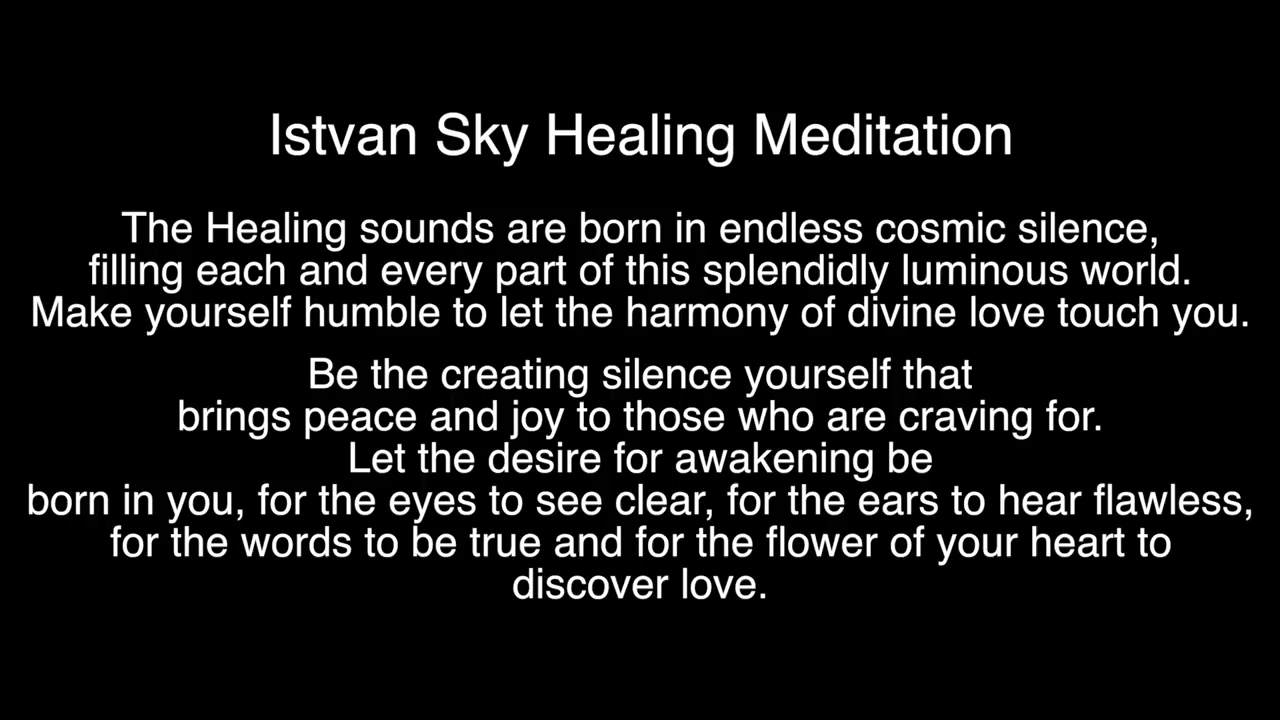 Istvan Sky Healing Meditation
The Healing sounds are born in endless cosmic silence,
filling each and every part of this splendidly luminous world.
Make yourself humble to let the harmony of divine love touch you.
Be the creating silence yourself that
brings peace and joy to those who are craving for.
Let the desire for awakening be
born in you, for the eyes to see clear, for the ears to hear flawless,
for the words to be true and for the flower of your heart to
discover love.